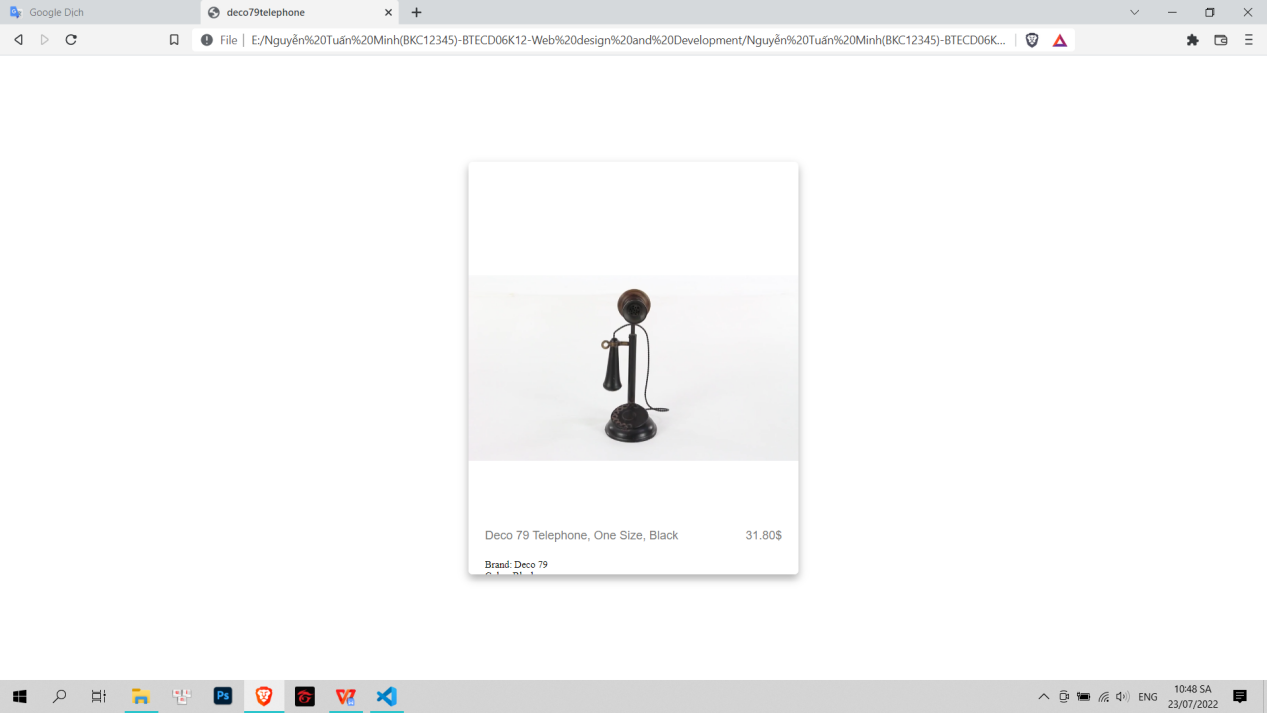 Google Dịch
deco79telephone
File
E:/Nguyễn%20Tuấn%20Minh(BKC12345)-BTECD06K12-Web%20design%20and%20Development/Nguyễn%20Tuấn%20Minh(BKC12345)-BTECD06K...
Deco 79 Telephone, One Size, Black 31.80$
Brand: Deco 79
Ps
ENG
10:48 SA
23/07/2022